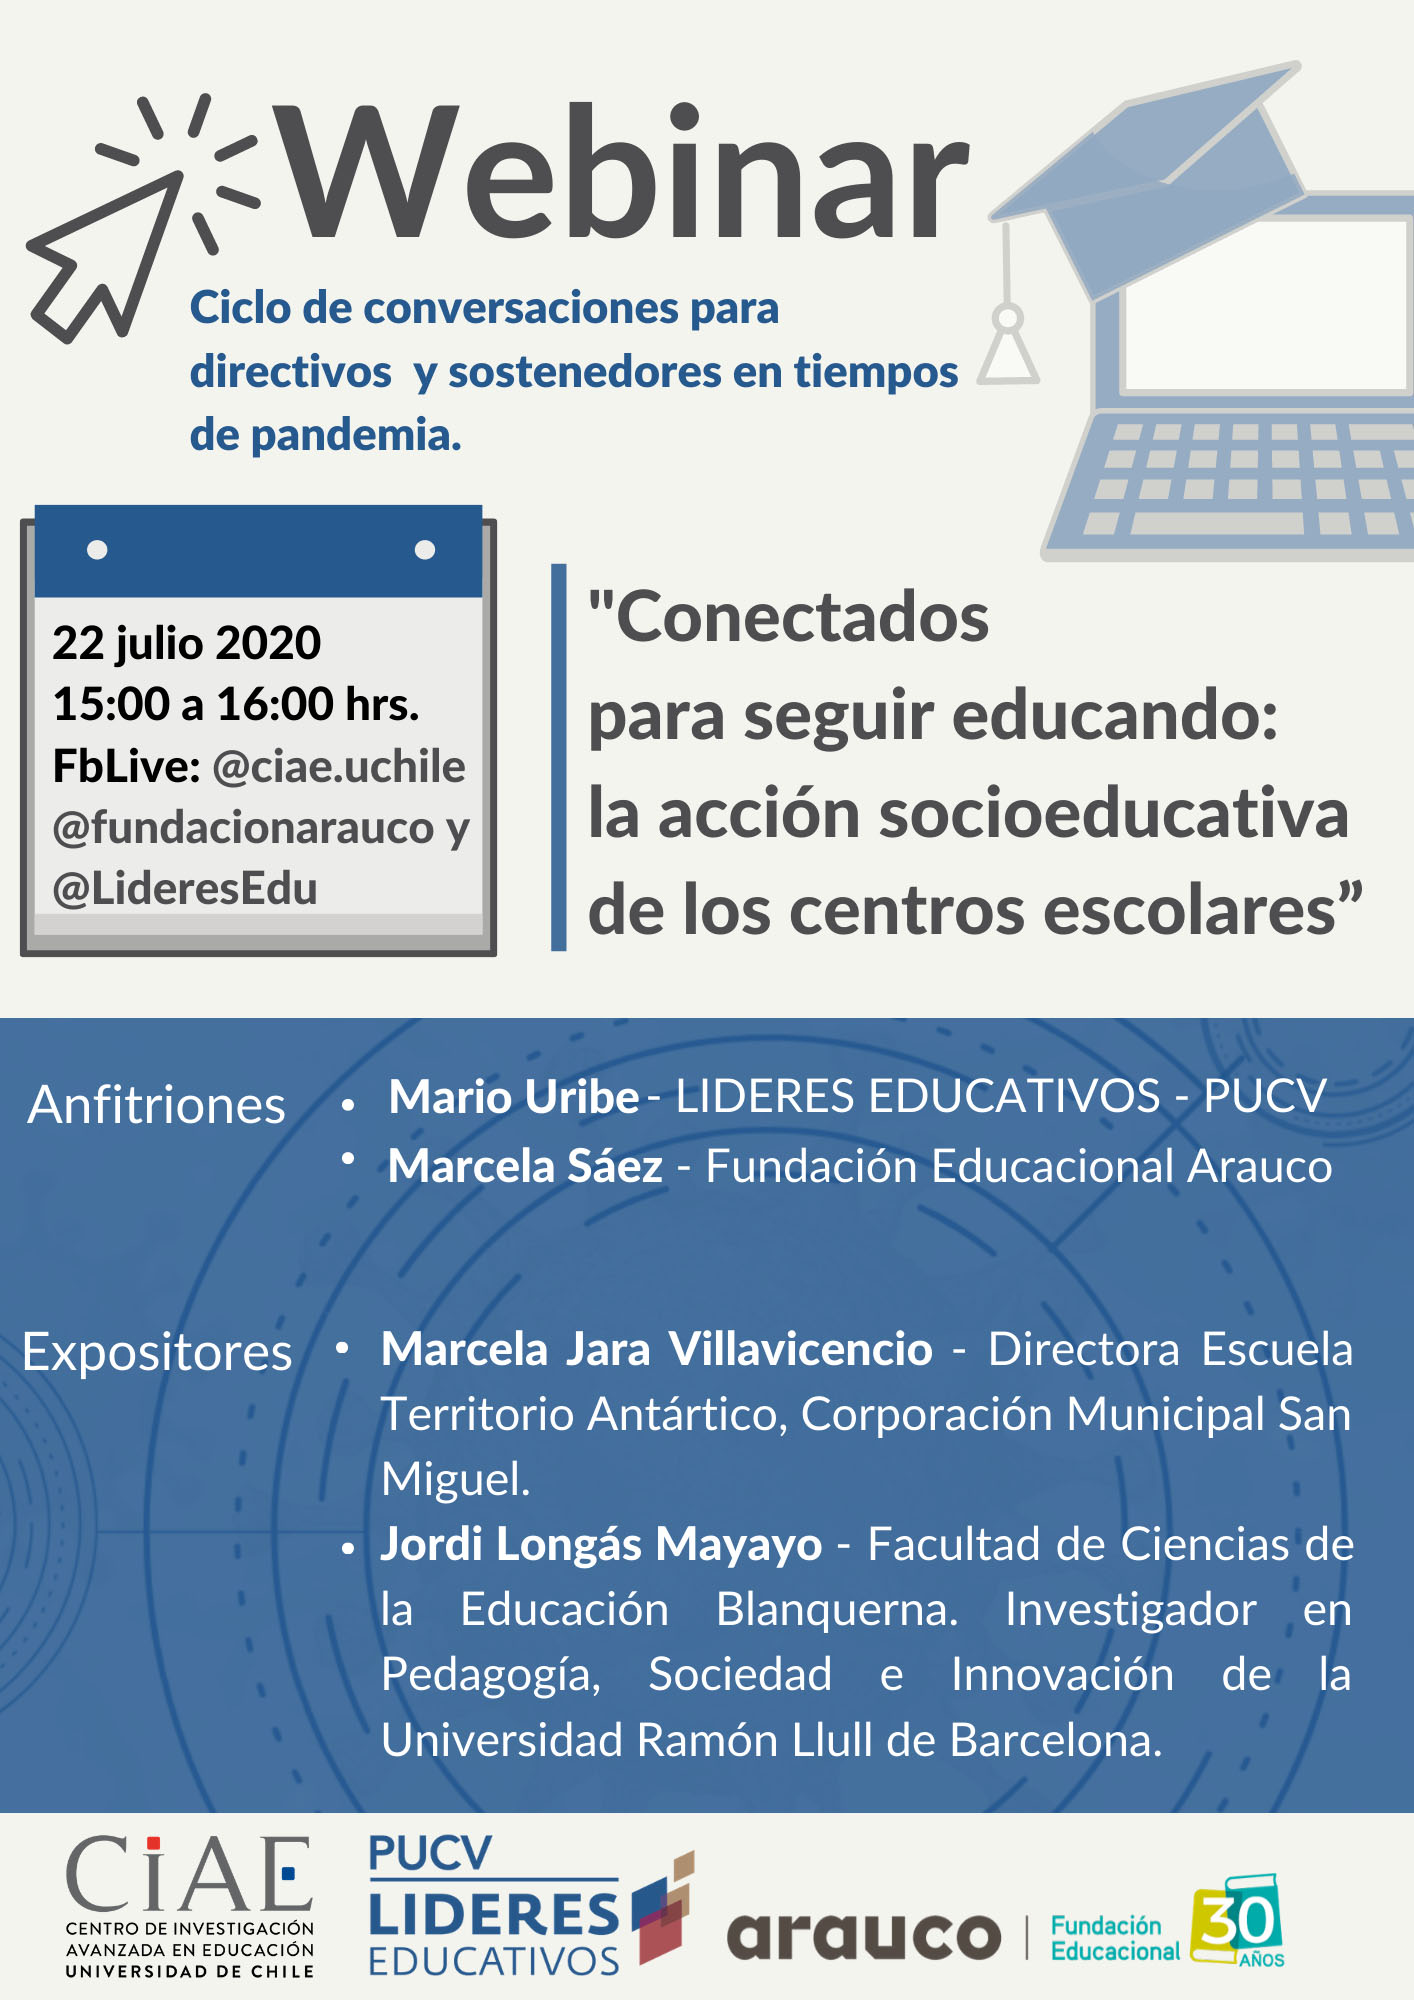 Webinar
Ciclo de conversaciones para
directivos y sostenedores en tiempos
de pandemia.
22 julio 2020
15:00 a 16:00 hrs.
FbLive: @ciae.uchile
@fundacionarauco y
@LideresEdu
"Conectados
para seguir educando:
la acción socioeducativa
de los centros escolares”
Anfitriones
• Mario Uribe - LIDERES EDUCATIVOS - PUCV
• Marcela Sáez - Fundación Educacional Arauco
Expositores
• Marcela Jara Villavicencio - Directora Escuela
Territorio Antártico, Corporación Municipal San
Miguel.
• Jordi Longás Mayayo - Facultad de Ciencias de
la Educación Blanquerna. Investigador en
Pedagogía, Sociedad e Innovación de la
Universidad Ramón Llull de Barcelona.
CiAE
CENTRO DE INVESTIGACIÓN
AVANZADA EN EDUCACIÓN
UNIVERSIDAD DE CHILE
PUCV
LIDERES
EDUCATIVOS
arauco
Fundación
Educacional
30
AÑOS